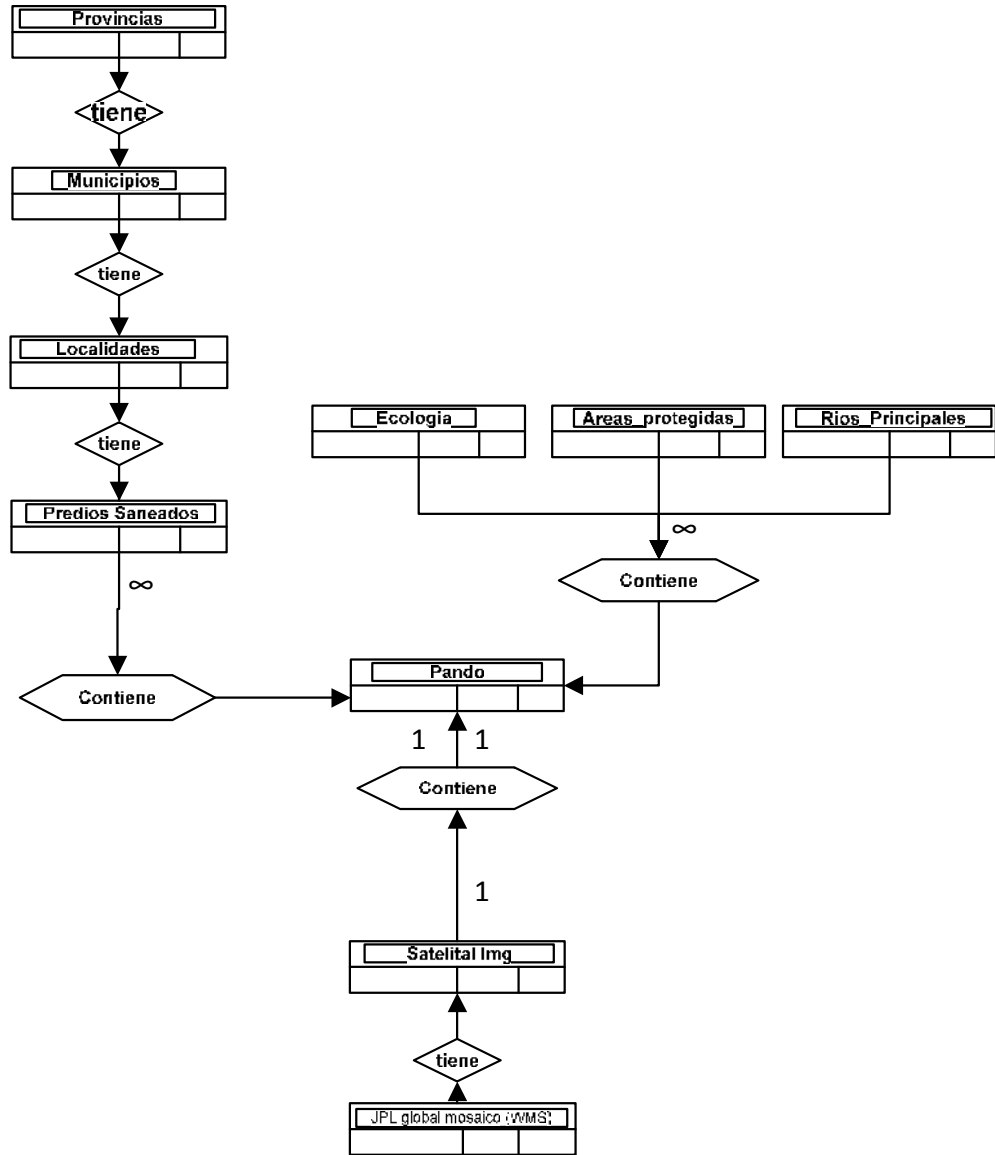 Provincias
tiene
_Municipios_
tiene
Localidades
tiene
Predios Saneados
∞
Contiene
Ecologia
Areas_protegidas
Rios_Principales
∞
Contiene
Pando
1 1
Contiene
1
Satelital Img
tiene
JPL global mosaico (WMS)